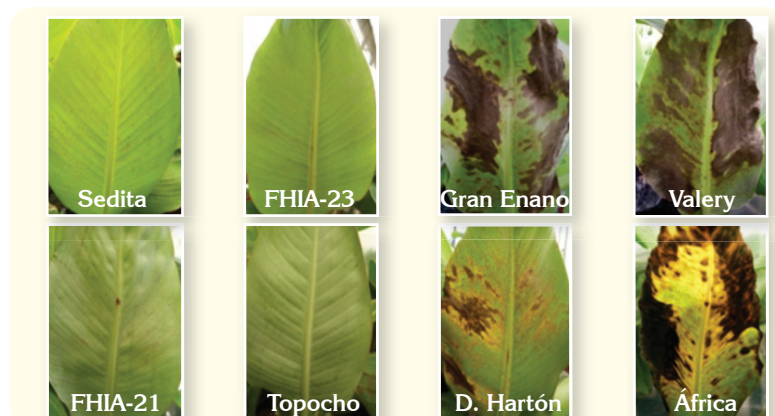 Sedita
FHIA-23
Gran Enano
Valery
FHIA-21
Topocho
D. Hartón
África